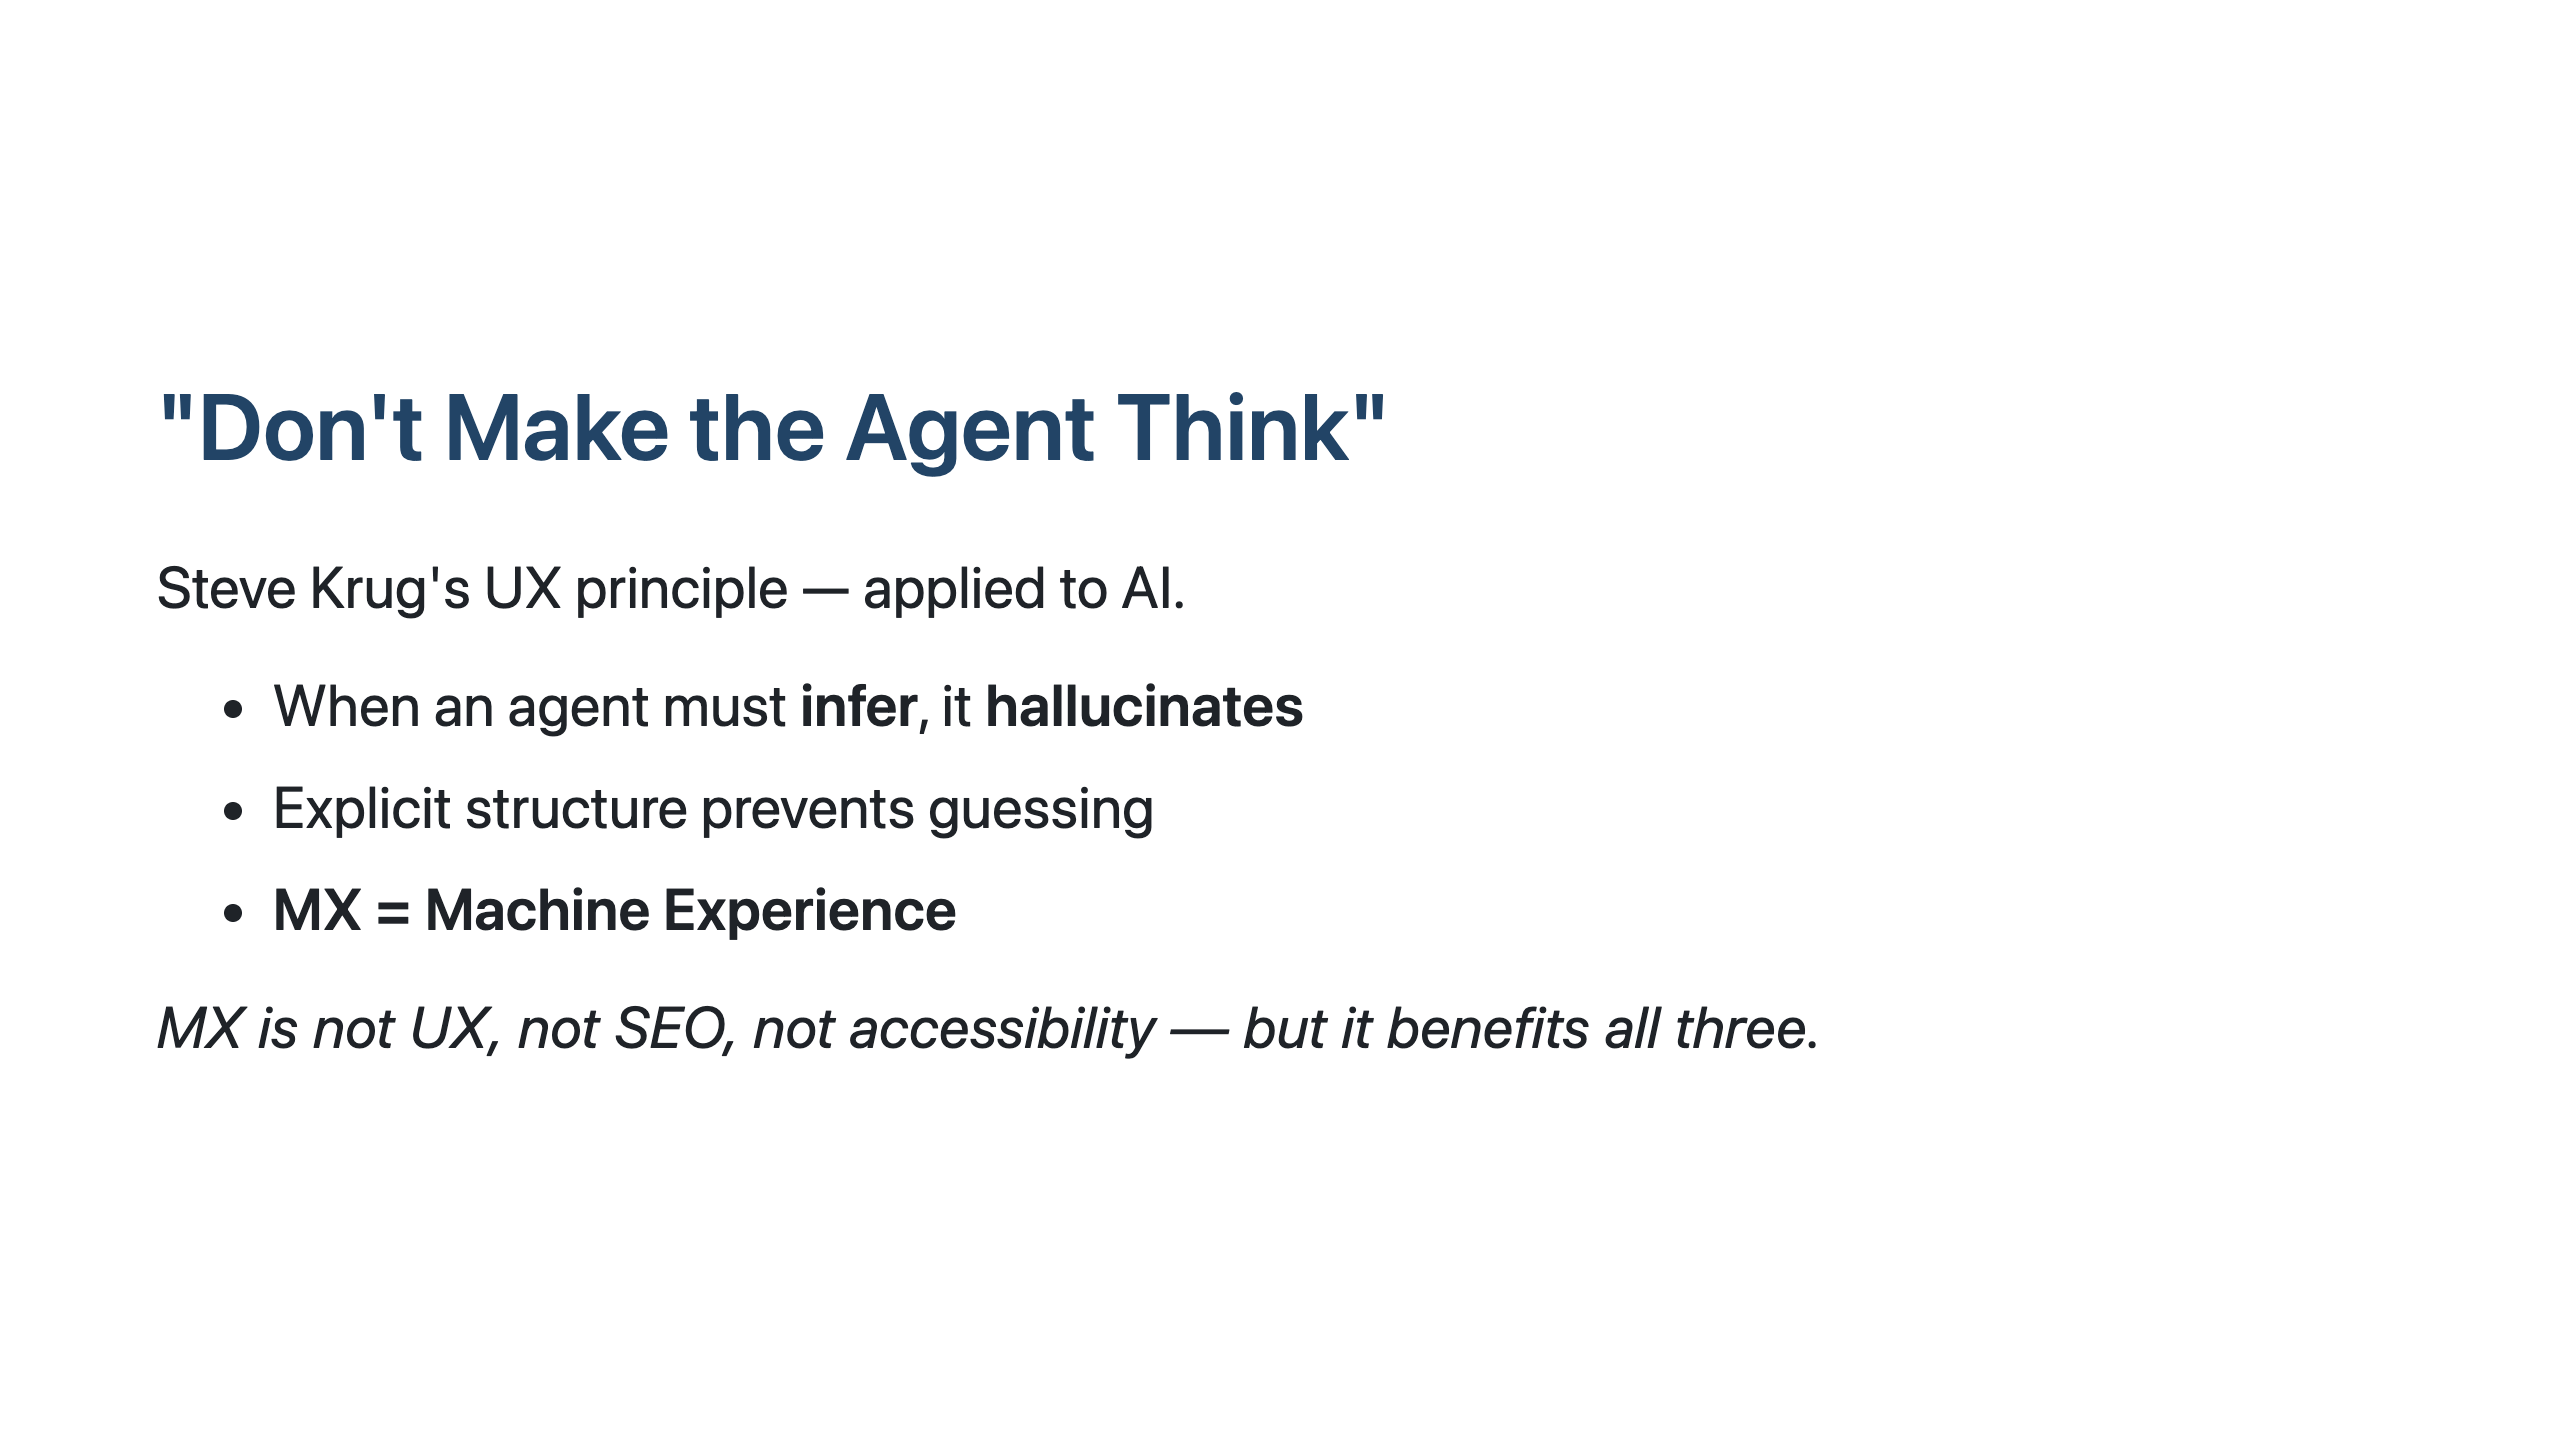 "Don't Make the Agent Think"
Steve Krug's UX principle — applied to AI.
• When an agent must infer, it hallucinates
• Explicit structure prevents guessing
• MX = Machine Experience
MX is not UX, not SEO, not accessibility — but it benefits all three.